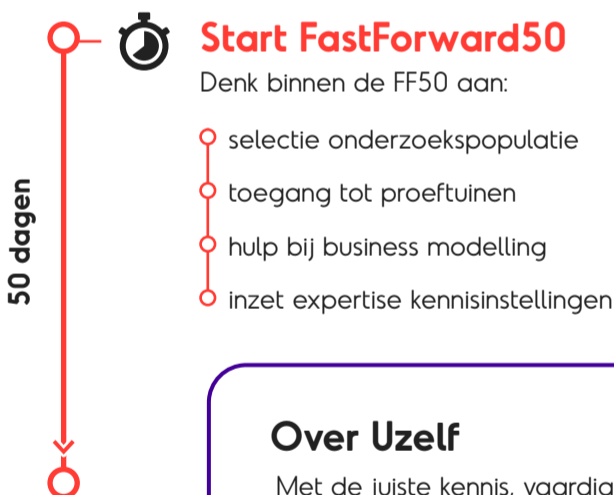 Start FastForward50
Denk binnen de FF50 aan:
selectie onderzoekspopulatie
toegang tot proeftuinen
hulp bij business modelling
inzet expertise kennisinstellingen
50 dagen
Over Uzelf
Met de juiste kennis, vaardig